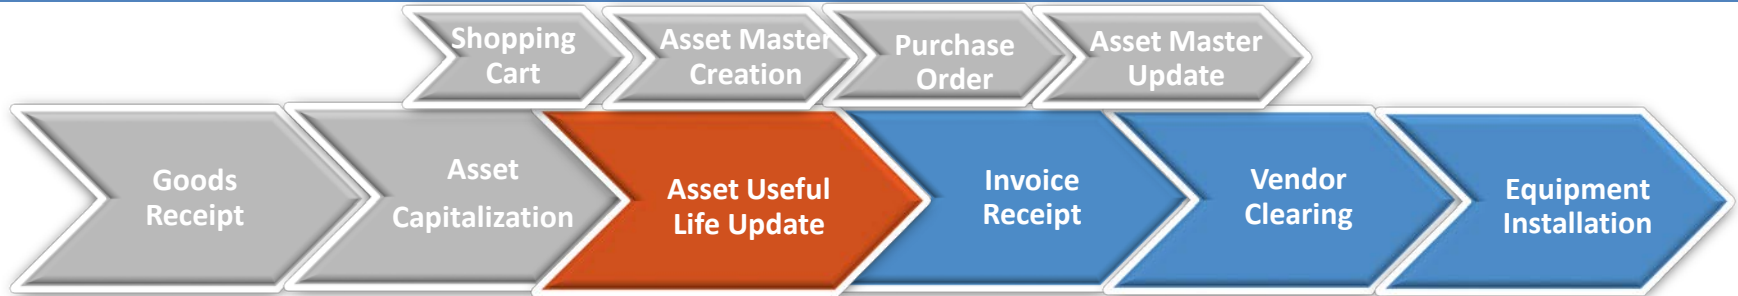 Shopping
Cart
Asset Master
Creation
Purchase
Order
Asset Master
Update
Goods
Receipt
Asset
Capitalization
Asset Useful
Life Update
Invoice
Receipt
Vendor
Clearing
Equipment
Installation